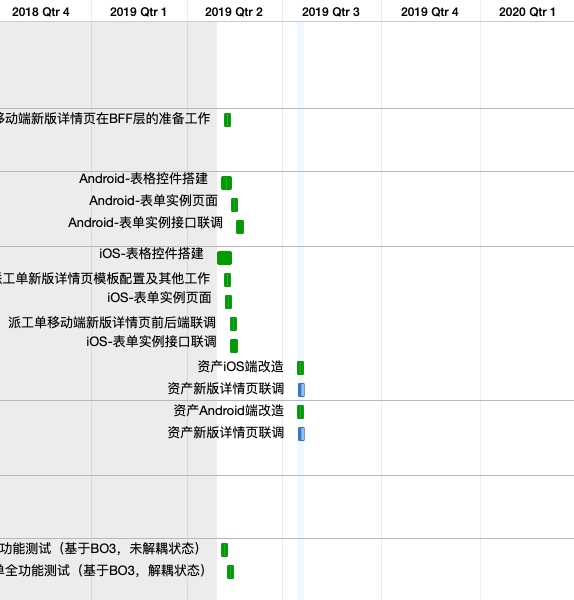 2018 Qtr 4 2019 Qtr 1 2019 Qtr 2 2019 Qtr 3 2019 Qtr 4 2020 Qtr 1
移动端新版详情页在BFF层的准备工作
Android-表格控件搭建
Android-表单实例页面
Android-表单实例接口联调
iOS-表格控件搭建
派工单新版详情页模板配置及其他工作
iOS-表单实例页面
派工单移动端新版详情页前后端联调
iOS-表单实例接口联调
资产iOS端改造
资产新版详情页联调
资产Android端改造
资产新版详情页联调
功能测试（基于BO3，未解耦状态）
单全功能测试（基于BO3，解耦状态）